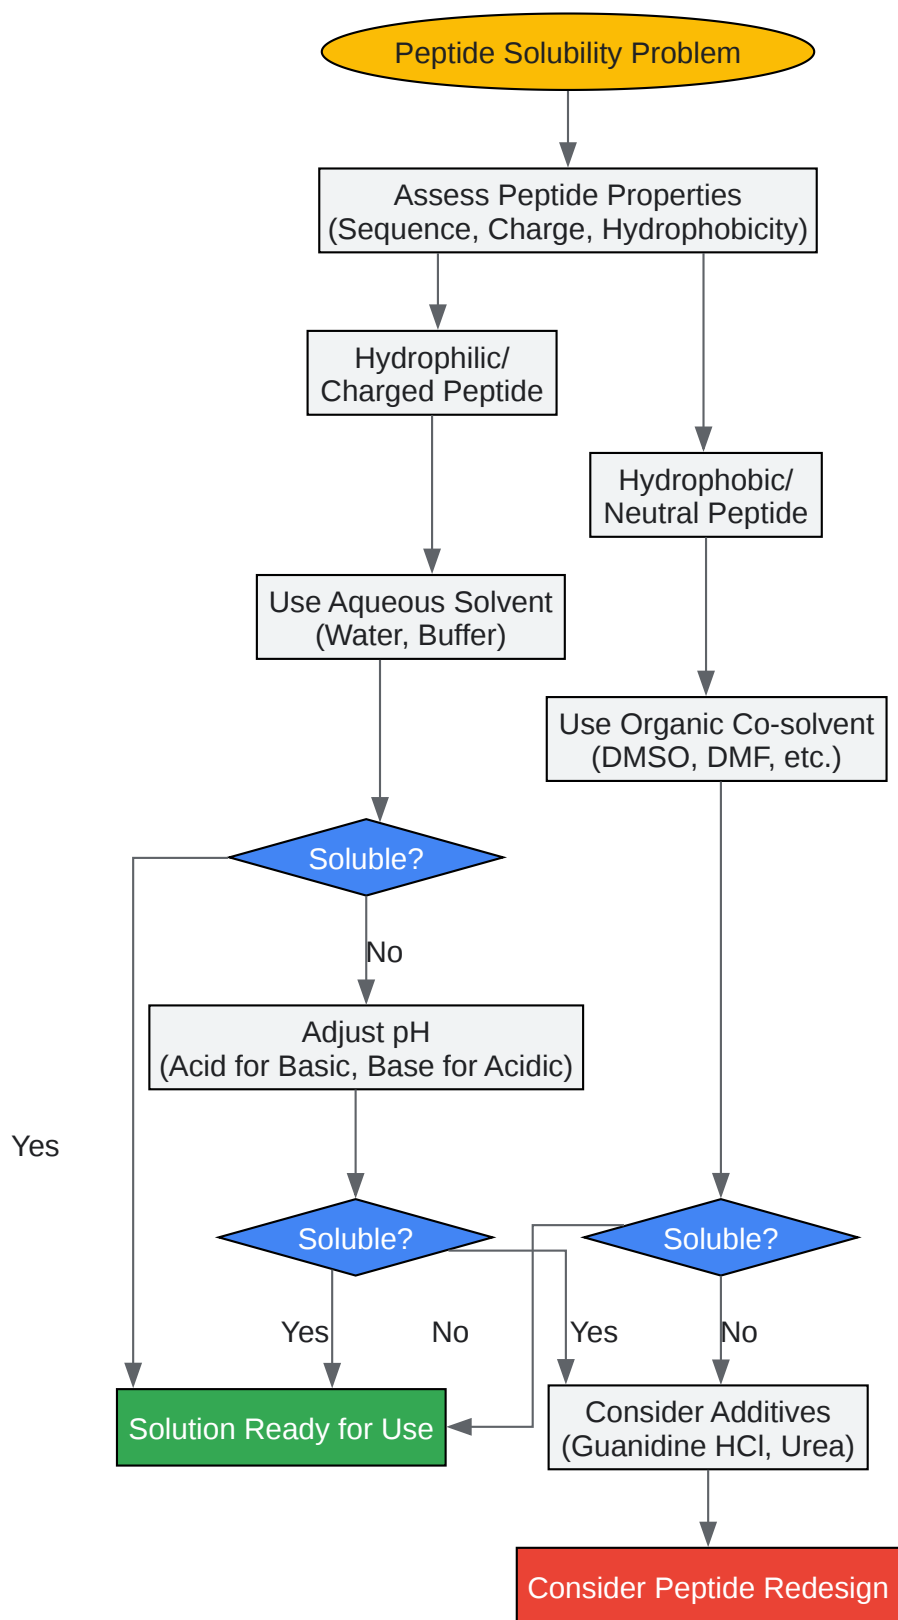 Peptide Solubility Problem
Assess Peptide Properties
(Sequence, Charge, Hydrophobicity)
Hydrophilic/
Charged Peptide
Hydrophobic/
Neutral Peptide
Use Aqueous Solvent
(Water, Buffer)
Use Organic Co-solvent
(DMSO, DMF, etc.)
Soluble?
No
Adjust pH
(Acid for Basic, Base for Acidic)
Yes
Soluble?
Soluble?
Yes
No
Yes
No
Solution Ready for Use
Consider Additives
(Guanidine HCl, Urea)
Consider Peptide Redesign